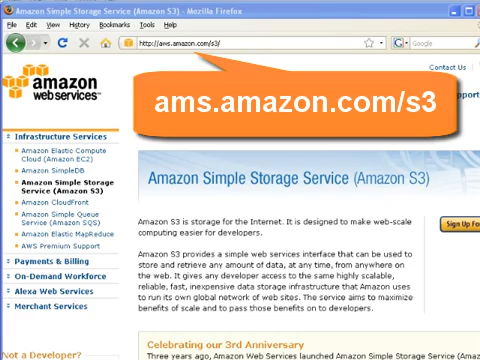 Amazon Simple Storage Service (Amazon S3) - Mozilla Firefox
File Edit View History Bookmarks Tools Help
http://aws.amazon.com/s3/
Google
Contact Us
amazon
web services™
ams.amazon.com/s3
upport
Infrastructure Services
Amazon Elastic Compute
Cloud (Amazon EC2)
Amazon SimpleDB
Amazon Simple Storage
Service (Amazon S3)
Amazon CloudFront
Amazon Simple Queue
Service (Amazon SQS)
Amazon Elastic MapReduce
AWS Premium Support
Payments & Billing
On-Demand Workforce
Alexa Web Services
Merchant Services
Not a Developer?
Amazon Simple Storage Service (Amazon S3)
Amazon S3 is storage for the Internet. It is designed to make web-scale
computing easier for developers.
Sign Up For
Amazon S3 provides a simple web services interface that can be used to
store and retrieve any amount of data, at any time, from anywhere on
the web. It gives any developer access to the same highly scalable,
reliable, fast, inexpensive data storage infrastructure that Amazon uses
to run its own global network of web sites. The service aims to maximize
benefits of scale and to pass those benefits on to developers.
Celebrating our 3rd Anniversary
Three years ago, Amazon Web Services launched Amazon Simple Storage Service (Amaz